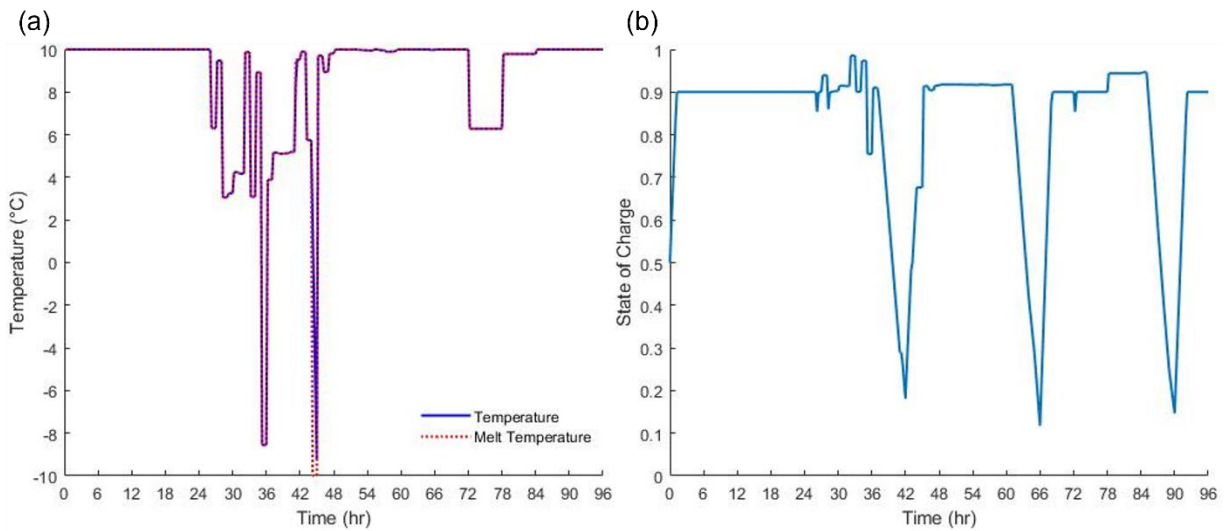 (a)
(b)
10
8
6
4
2
0
-2
-4
-6
-8
-10
Temperature (°C)
Temperature
Melt Temperature
0 6 12 18 24 30 36 42 48 54 60 66 72 78 84 90 96
Time (hr)
1
0.9
0.8
0.7
0.6
0.5
0.4
0.3
0.2
0.1
0
State of Charge
0 6 12 18 24 30 36 42 48 54 60 66 72 78 84 90 96
Time (hr)